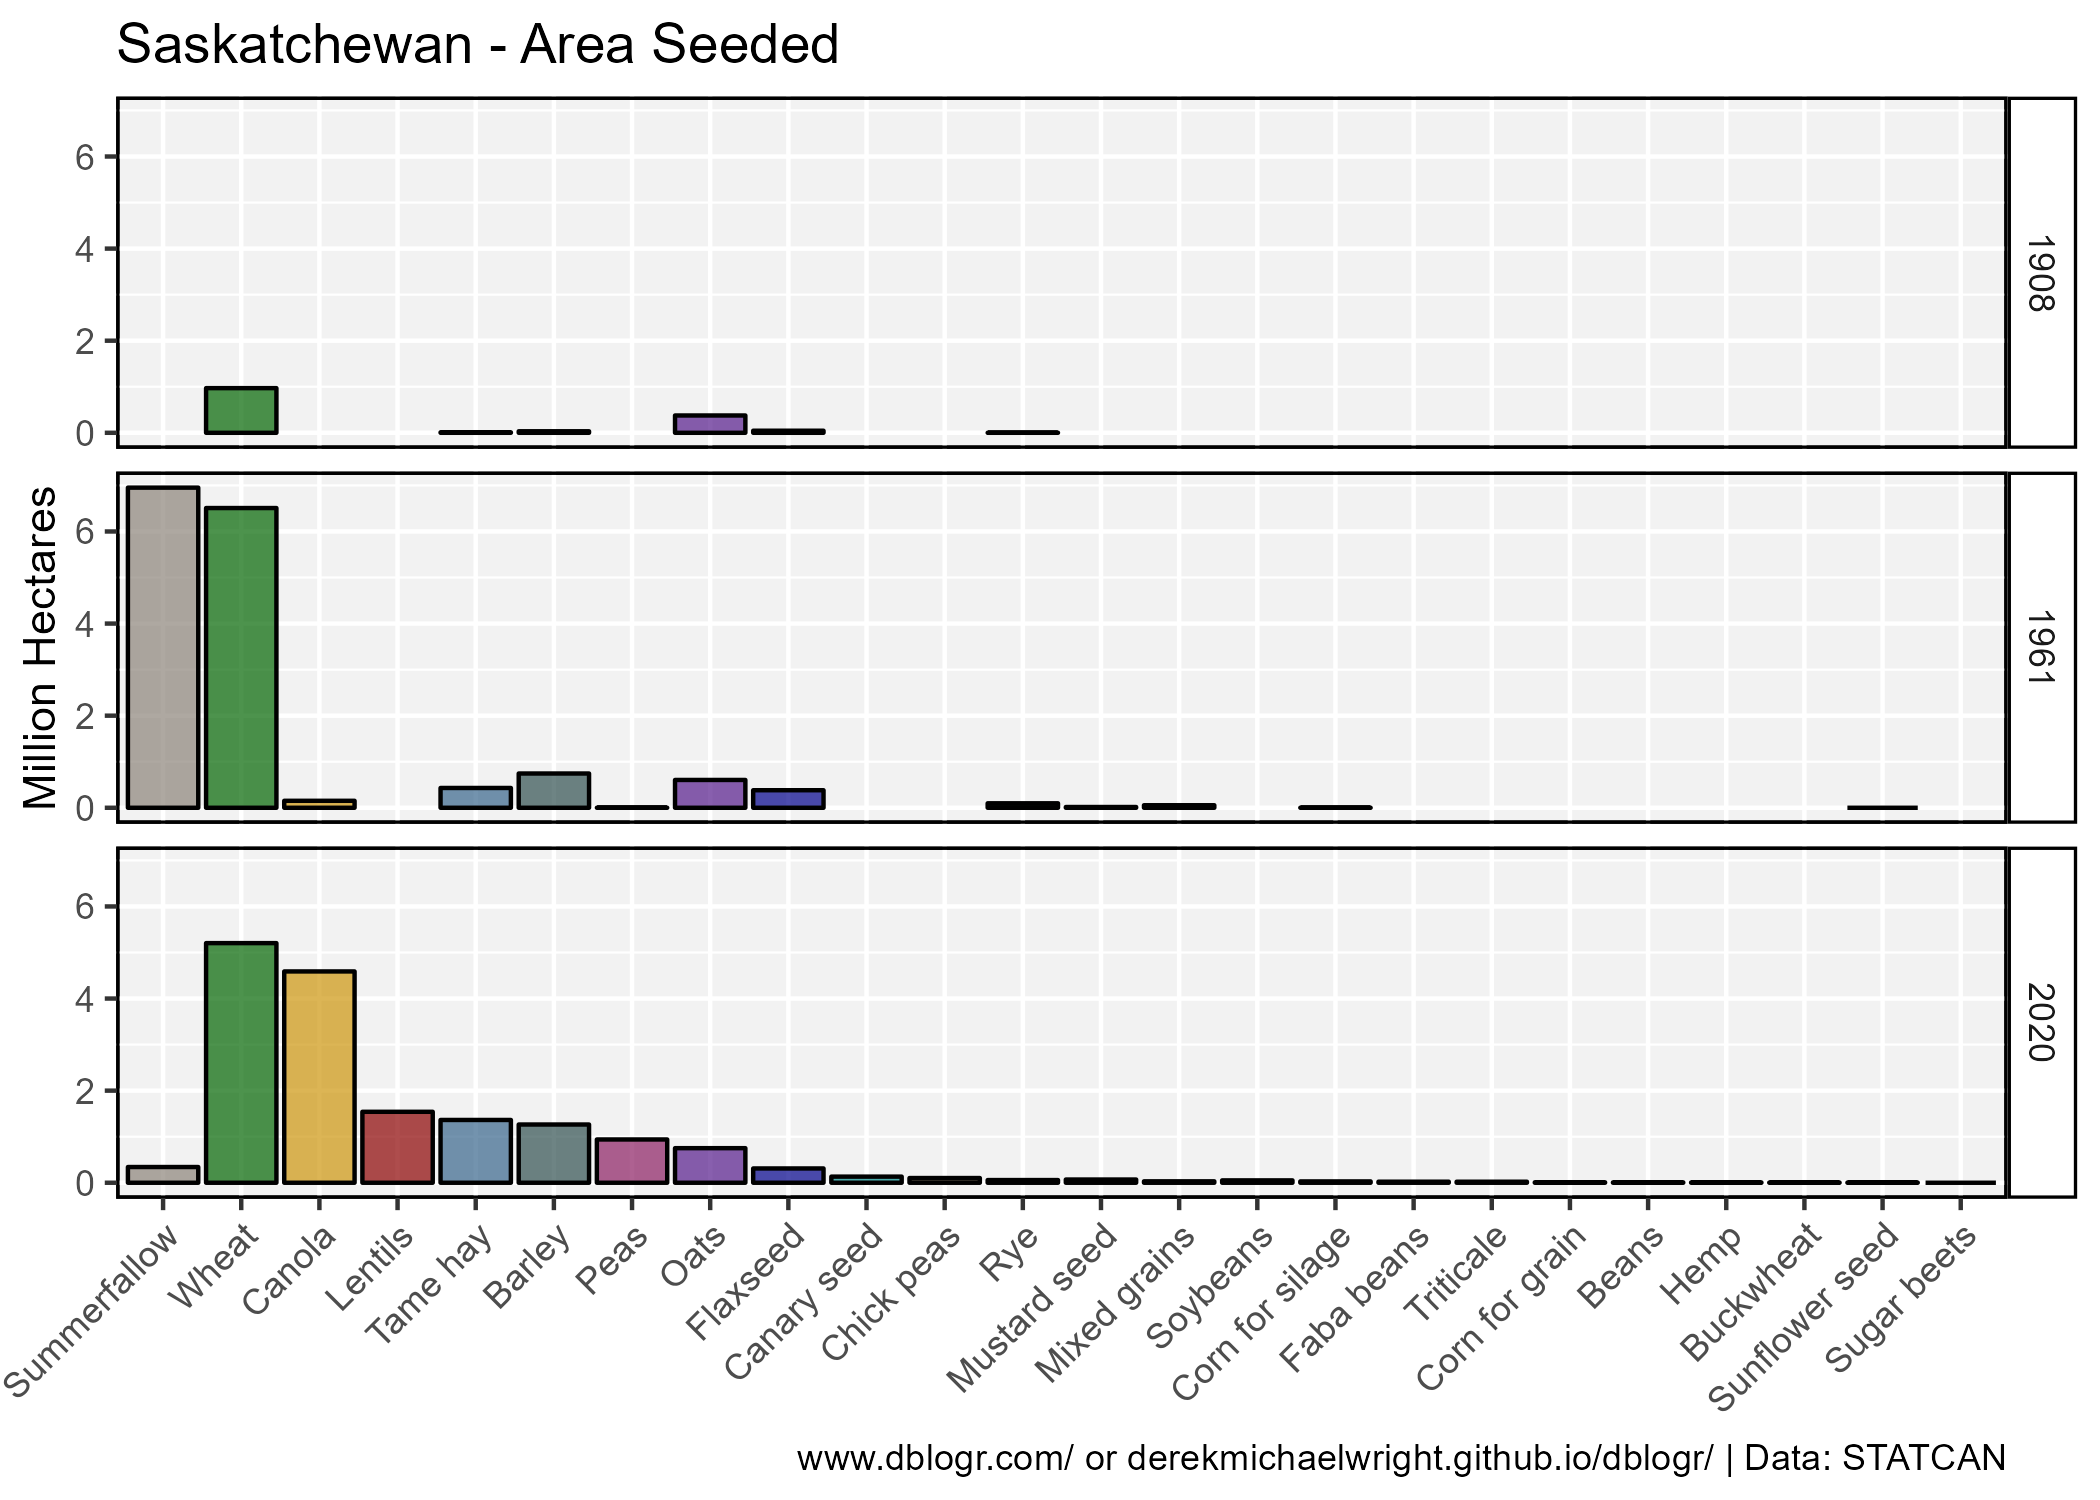 Saskatchewan - Area Seeded
Million Hectares
6
4
2
0
1908
6
4
2
0
1961
6
4
2
0
2020
Summerfallow
Wheat
Canola
Lentils
Tame hay
Barley
Peas
Oats
Flaxseed
Canary seed
Chick peas
Rye
Mustard seed
Mixed grains
Soybeans
Corn for silage
Faba beans
Triticale
Corn for grain
Beans
Hemp
Buckwheat
Sunflower seed
Sugar beets
www.dblogr.com/ or derekmichaelwright.github.io/dblogr/ | Data: STATCAN